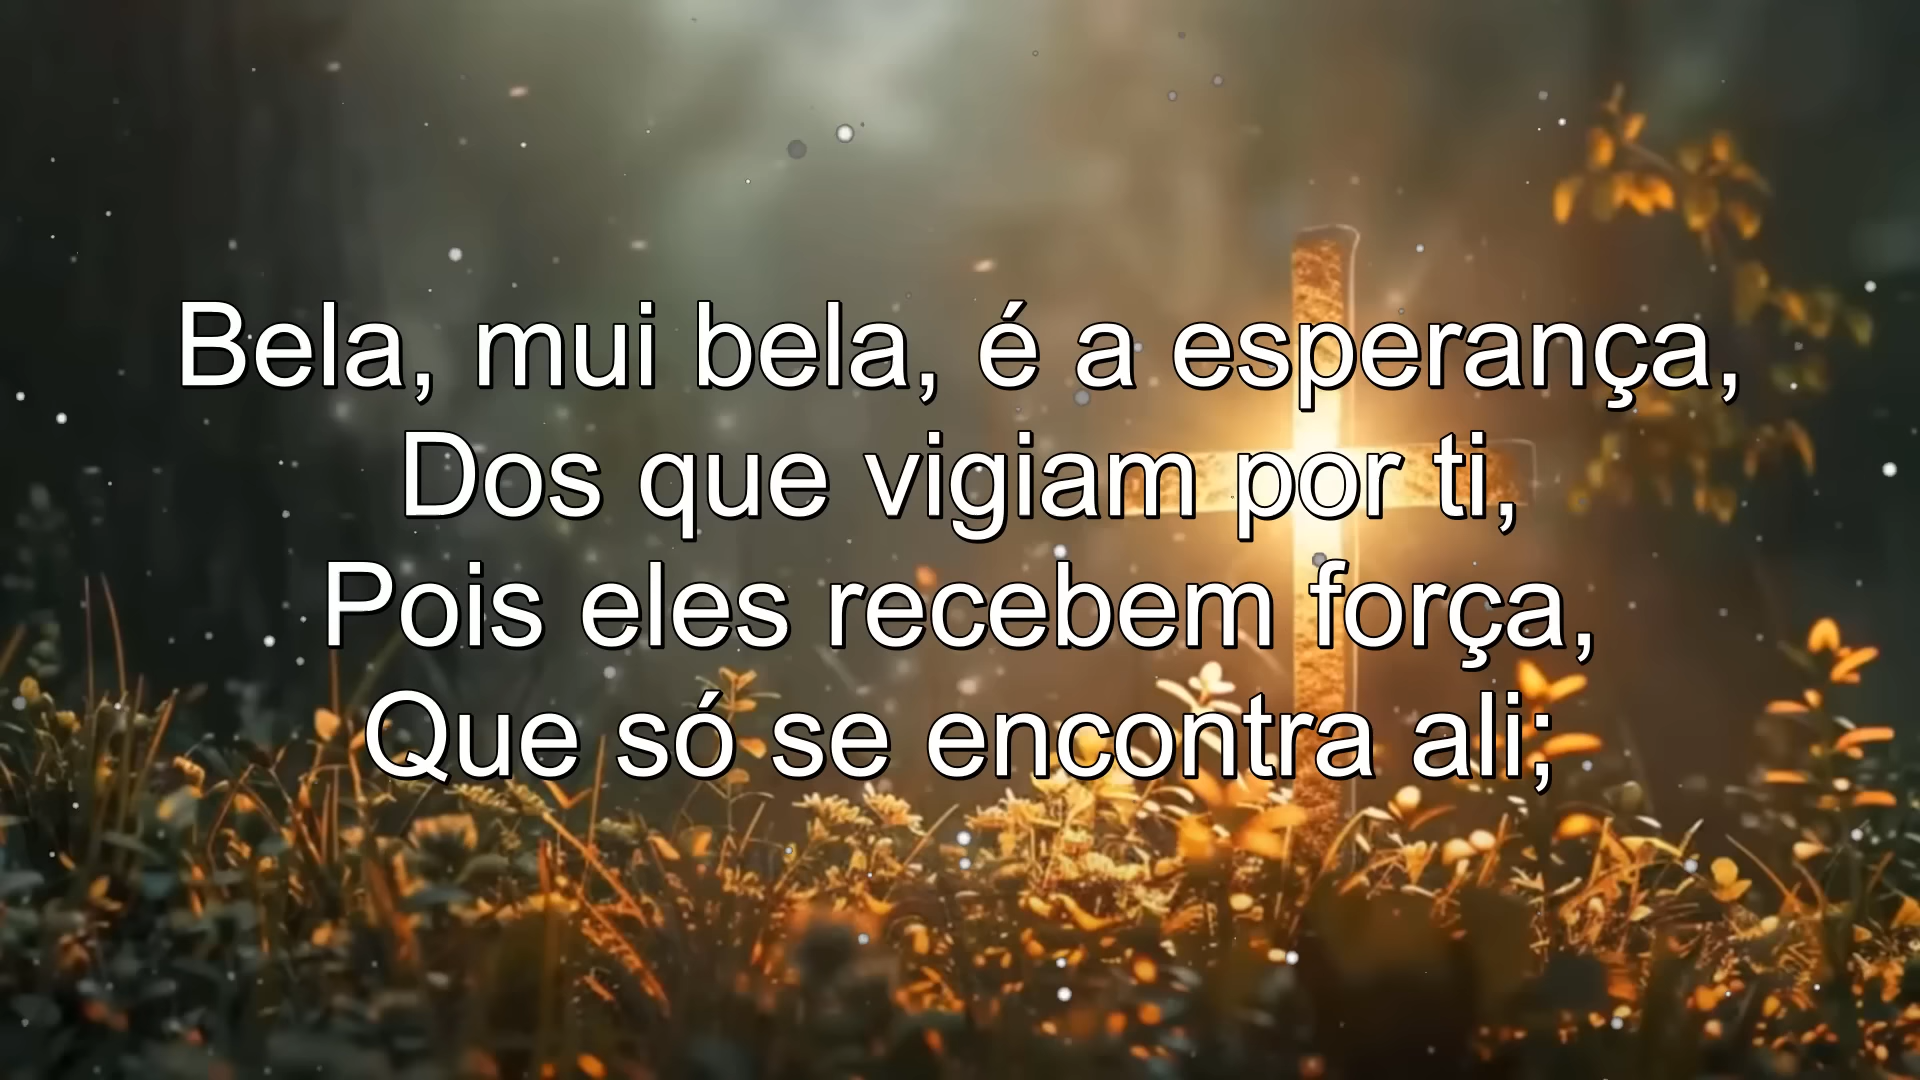 Bela, mui bela, é a esperança,
Dos que vigiam por ti,
Pois eles recebem força,
Que só se encontra ali;